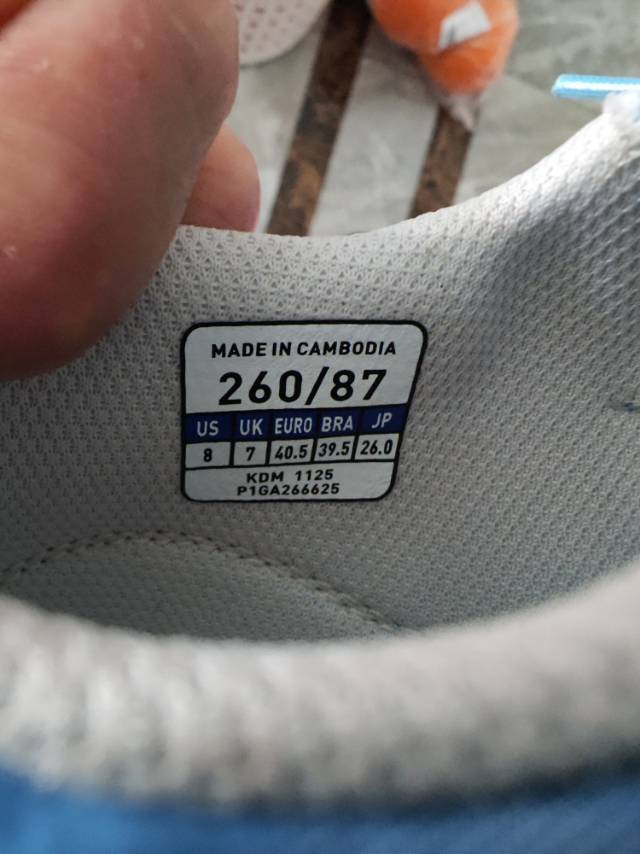 MADE IN CAMBODIA
260/87
US UK EURO BRA JP
8 7 40.5 39.5 26.0
KDM 1125
P1GA266625